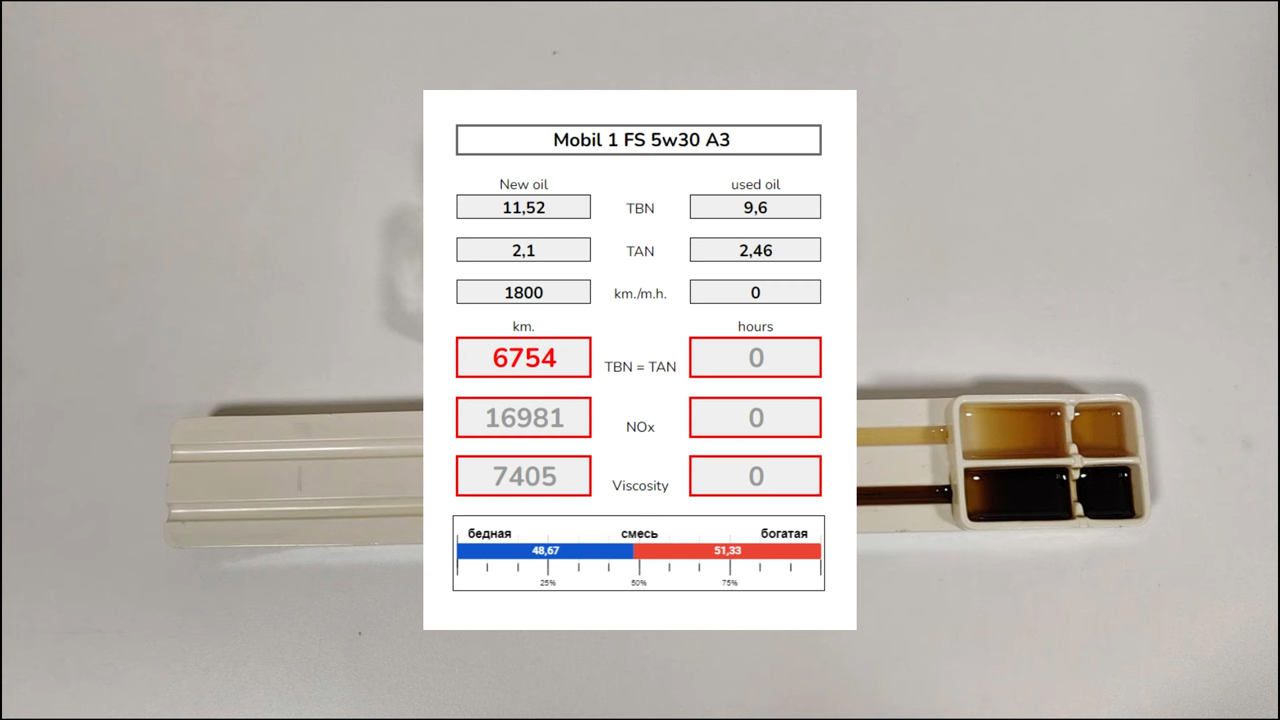 Mobil 1 FS 5w30 A3
New oil used oil
11,52 TBN 9,6
2,1 TAN 2,46
1800 km./m.h. 0
km. hours
6754 TBN = TAN 0
16981 NOx 0
7405 Viscosity 0
бедная смесь богатая
48,67 51,33
25% 50% 75%